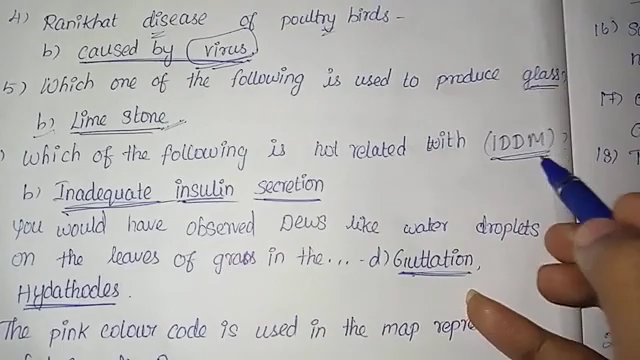 4) Ranikhat disease of poultry birds -
b) caused by (virus)
5) Which one of the following is used to produce glass?
b) Lime stone
) Which of the following is not related with (IDDM)?
b) Inadequate insulin secretion
You would have observed Dews like water droplets
on the leaves of grass in the... - d) Guttation,
Hydathodes.
The pink colour code is used in the map
16)
17)
18) T